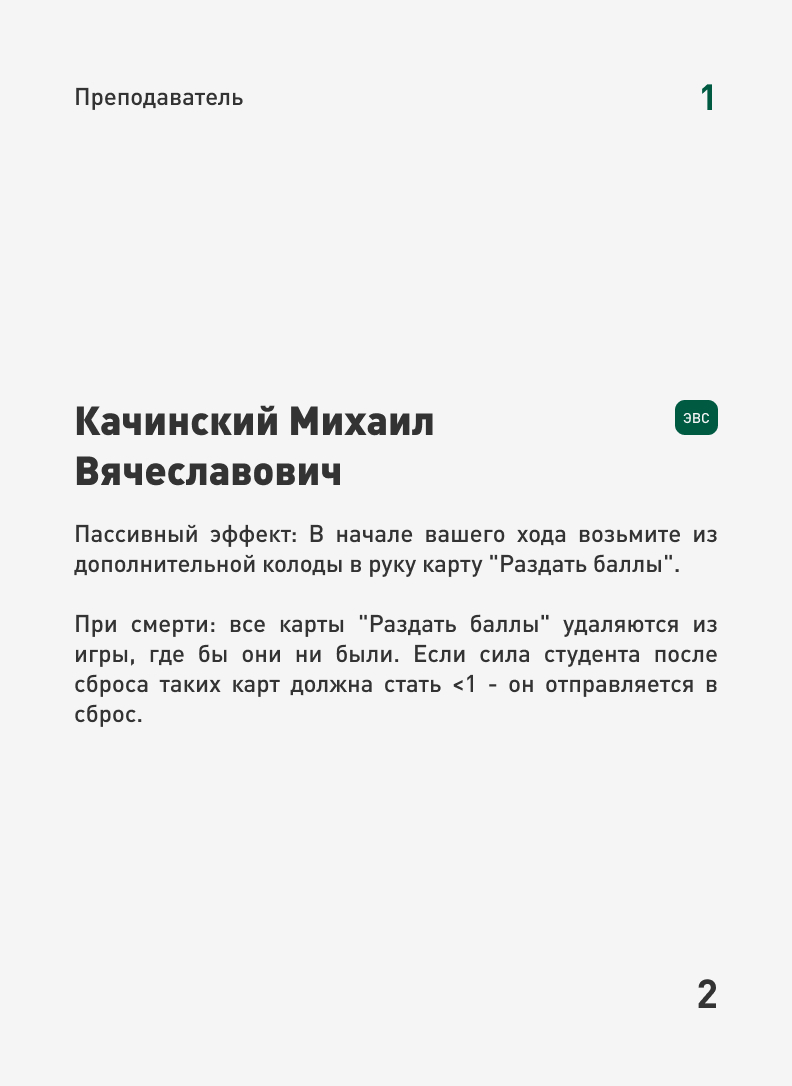 Преподаватель
1
Качинский Михаил
Вячеславович
ЭВС
Пассивный эффект: В начале вашего хода возьмите из
дополнительной колоды в руку карту "Раздать баллы".
При смерти: все карты "Раздать баллы" удаляются из
игры, где бы они ни были. Если сила студента после
сброса таких карт должна стать <1 - он отправляется в
сброс.
2